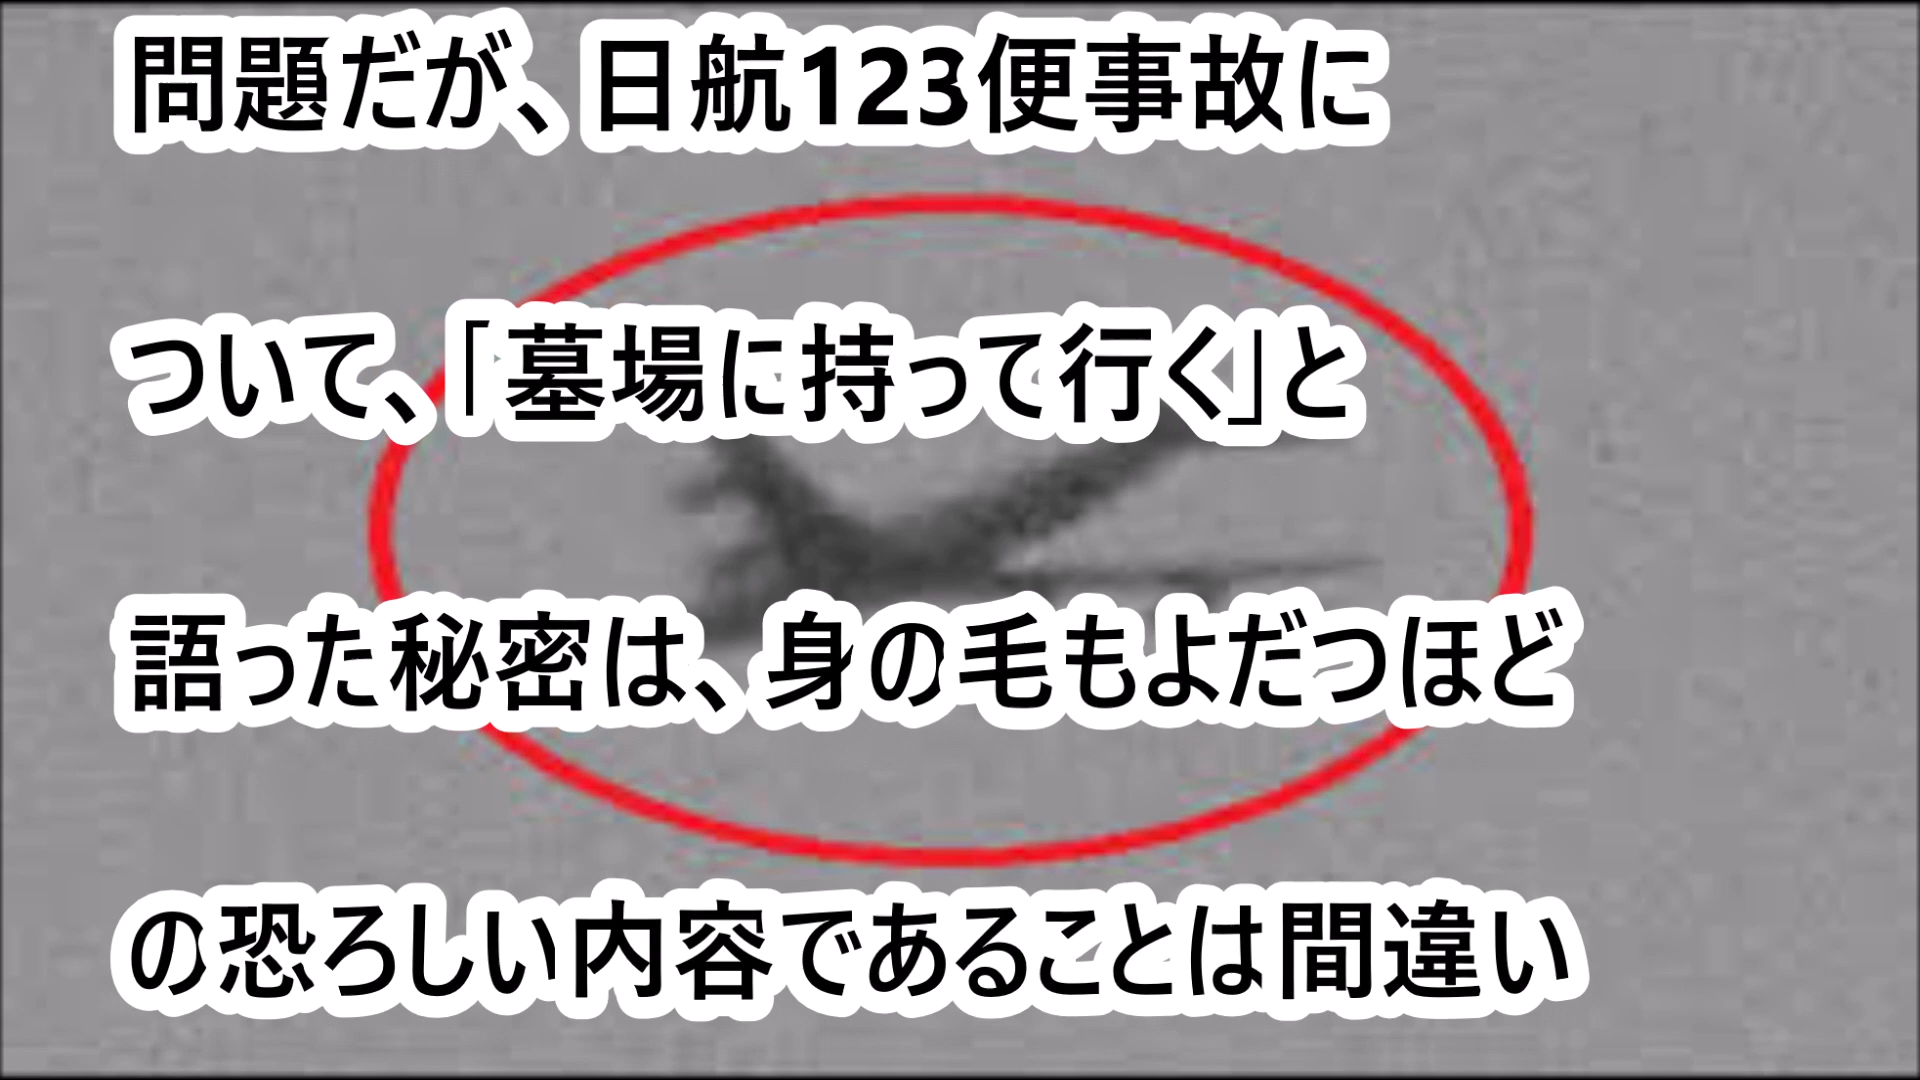 問題だが、日航123便事故に
ついて、「墓場に持って行く」と
語った秘密は、身の毛もよだつほど
の恐ろしい内容であることは間違い